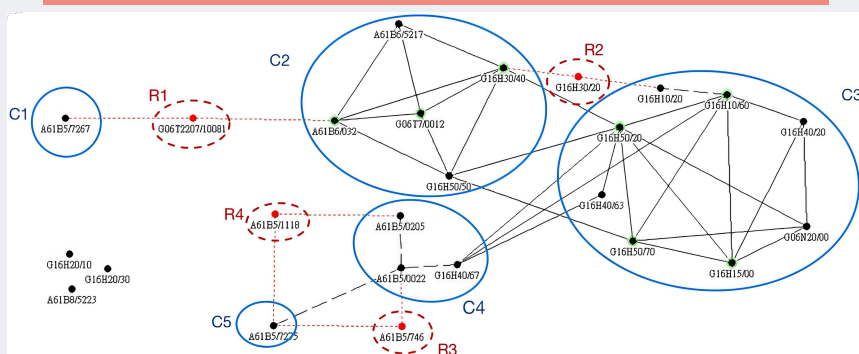 A61B6/5217
C2
R2
G16H30/40
G16H30/20
G16H10/20
G16H10/60
C3
C1
R1
A61B5/7267
G06T2207/10081
A61B6/032
G06T7/0012
G16H50/20
G16H40/20
G16H50/50
G16H40/63
R4
A61B5/1118
A61B5/0205
G06N20/00
G16H50/70
G16H20/10
G16H20/30
A61B8/5223
A61B5/0022
G16H40/67
G16H15/00
C4
C5
A61B5/7275
A61B5/746
R3